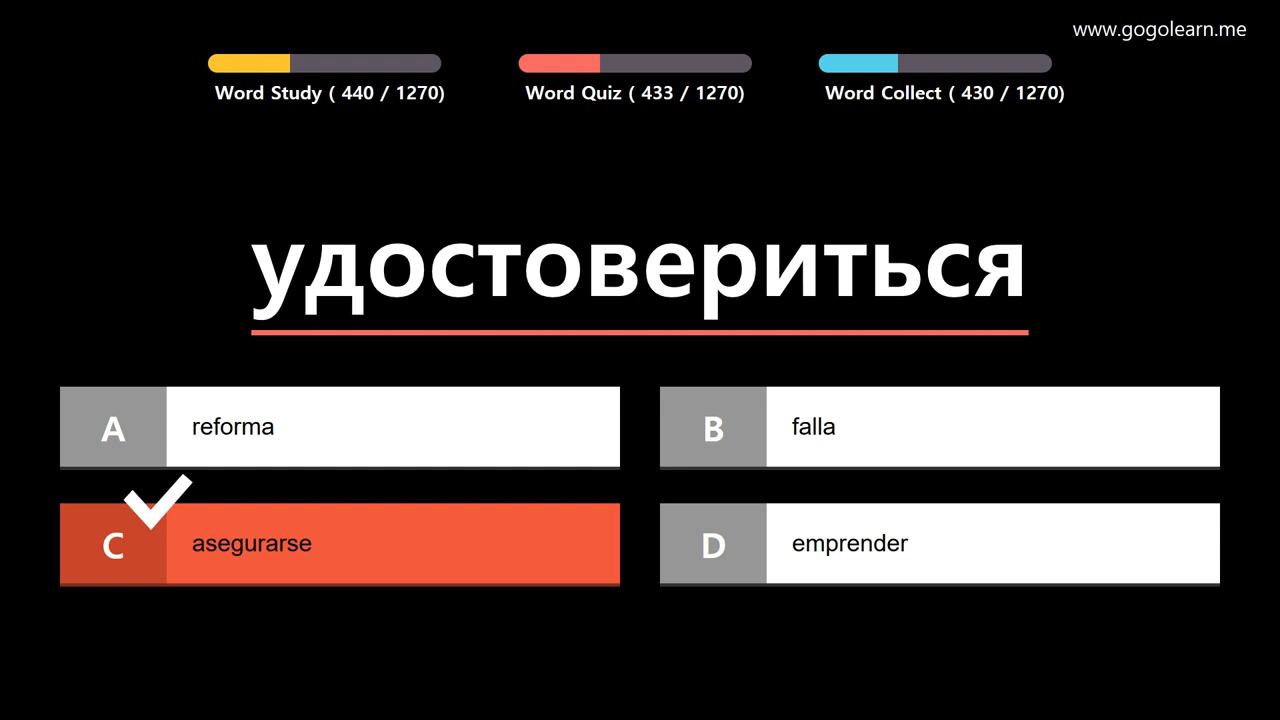 www.gogolearn.me
Word Study ( 440 / 1270)
Word Quiz ( 433 / 1270)
Word Collect ( 430 / 1270)
удостовериться
A reforma
B falla
C asegurarse
D emprender